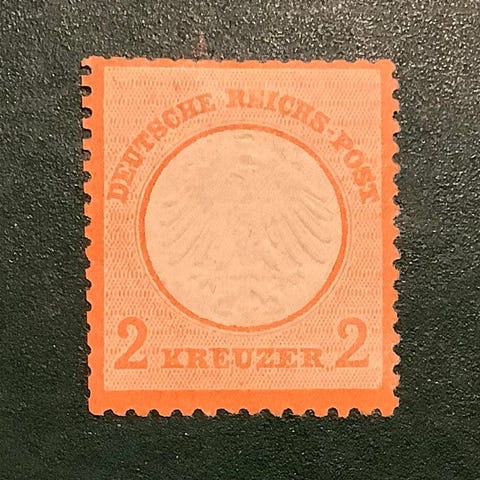 DEUTSCHE REICHS-POST
2 KREUZER 2